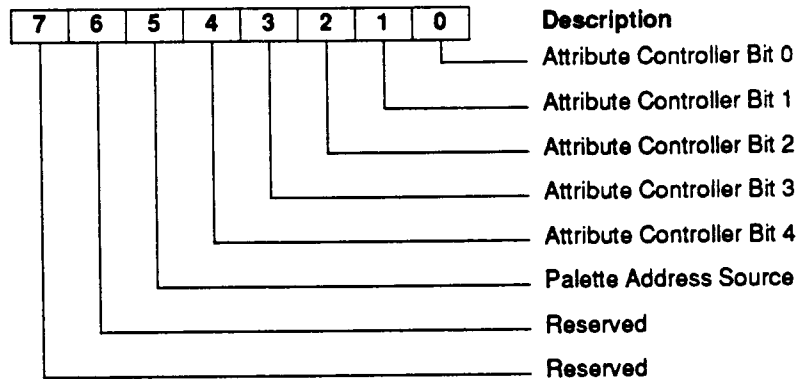 7 6 5 4 3 2 1 0 Description
Attribute Controller Bit 0
Attribute Controller Bit 1
Attribute Controller Bit 2
Attribute Controller Bit 3
Attribute Controller Bit 4
Palette Address Source
Reserved
Reserved